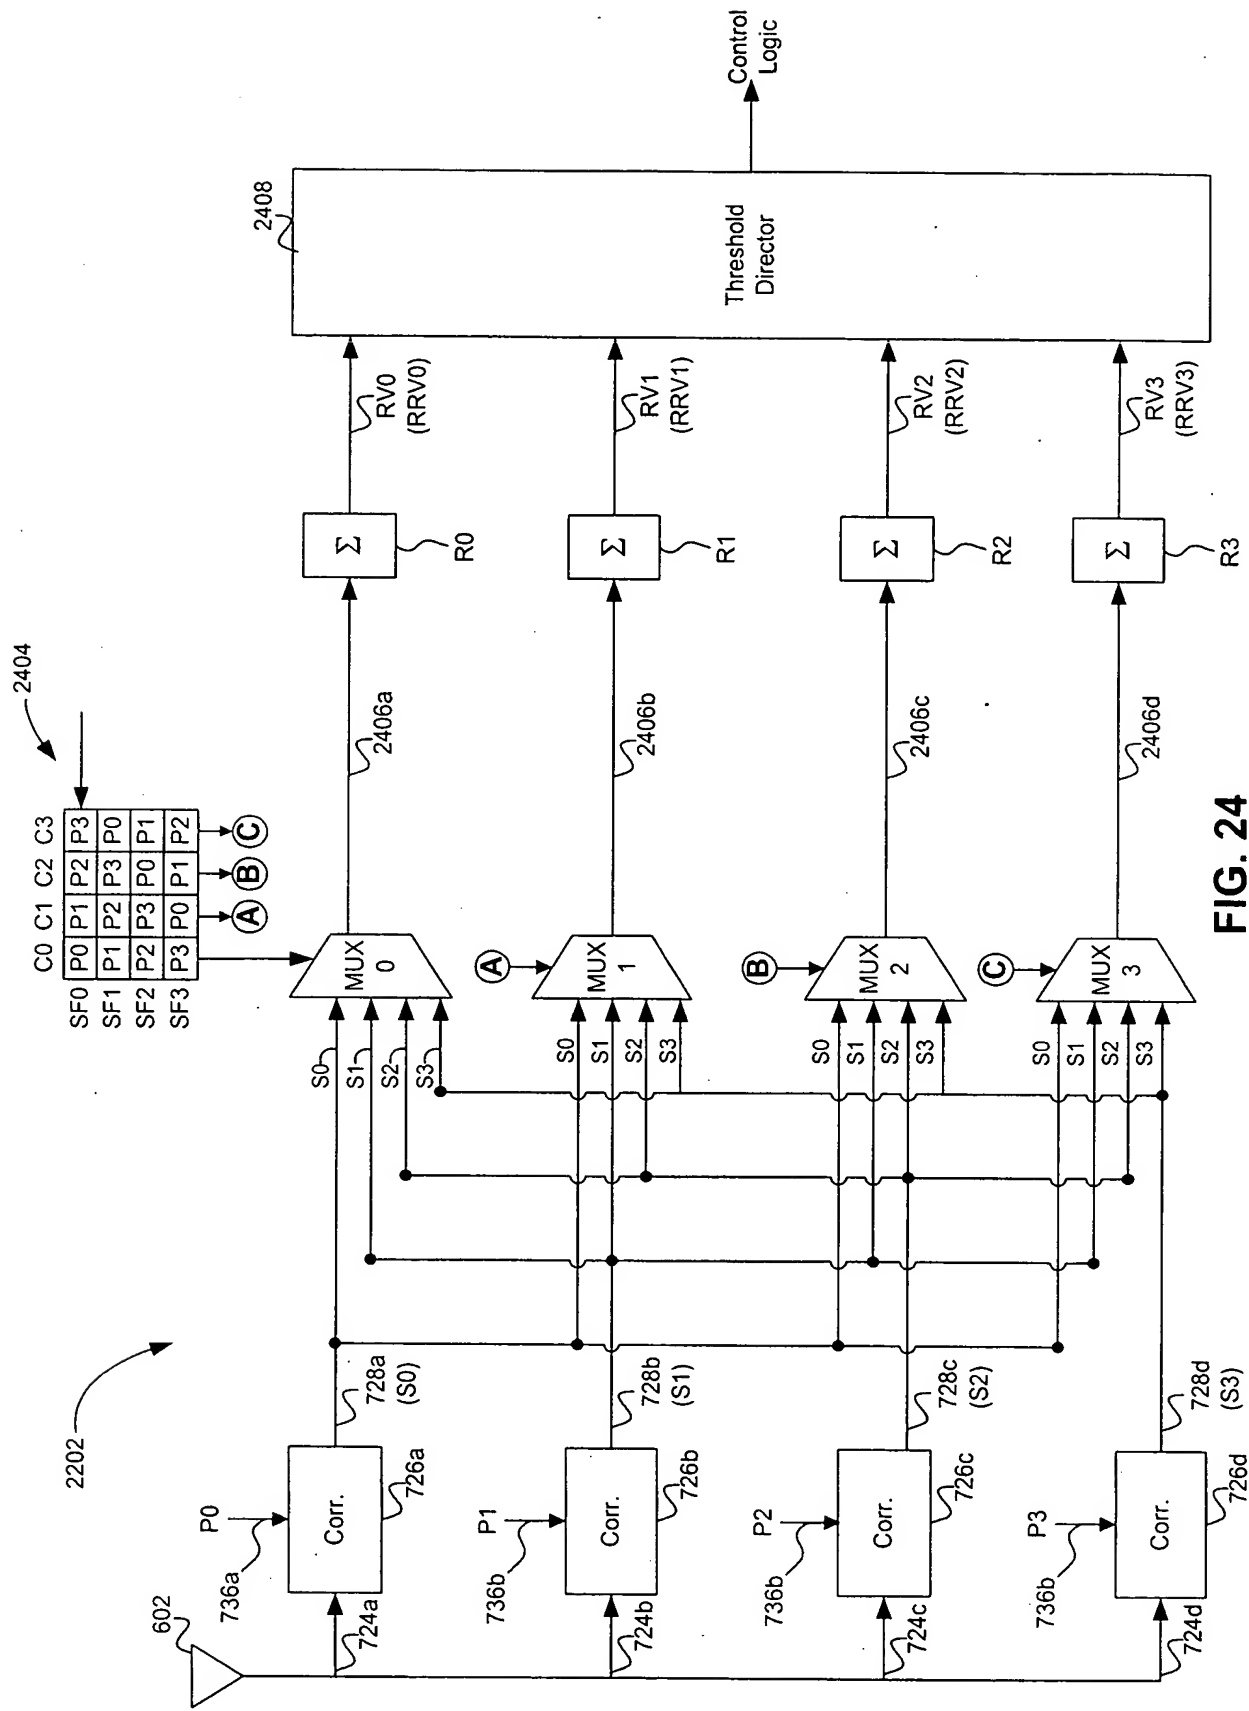 2202
2404
C0 C1 C2 C3
SF0 P0 P1 P2 P3
SF1 P1 P2 P3 P0
SF2 P2 P3 P0 P1
SF3 P3 P0 P1 P2
A B C
602
724a
736a
P0
Corr.
726a
728a
(S0)
S0
S1
S2
S3
MUX
0
2406a
Σ
R0
RV0
(RRV0)
724b
736b
P1
Corr.
726b
728b
(S1)
S0
S1
S2
S3
A
MUX
1
2406b
Σ
R1
RV1
(RRV1)
724c
736b
P2
Corr.
726c
728c
(S2)
S0
S1
S2
S3
B
MUX
2
2406c
Σ
R2
RV2
(RRV2)
724d
736b
P3
Corr.
726d
728d
(S3)
S0
S1
S2
S3
C
MUX
3
2406d
Σ
R3
RV3
(RRV3)
2408
Threshold
Director
Control
Logic
FIG. 24